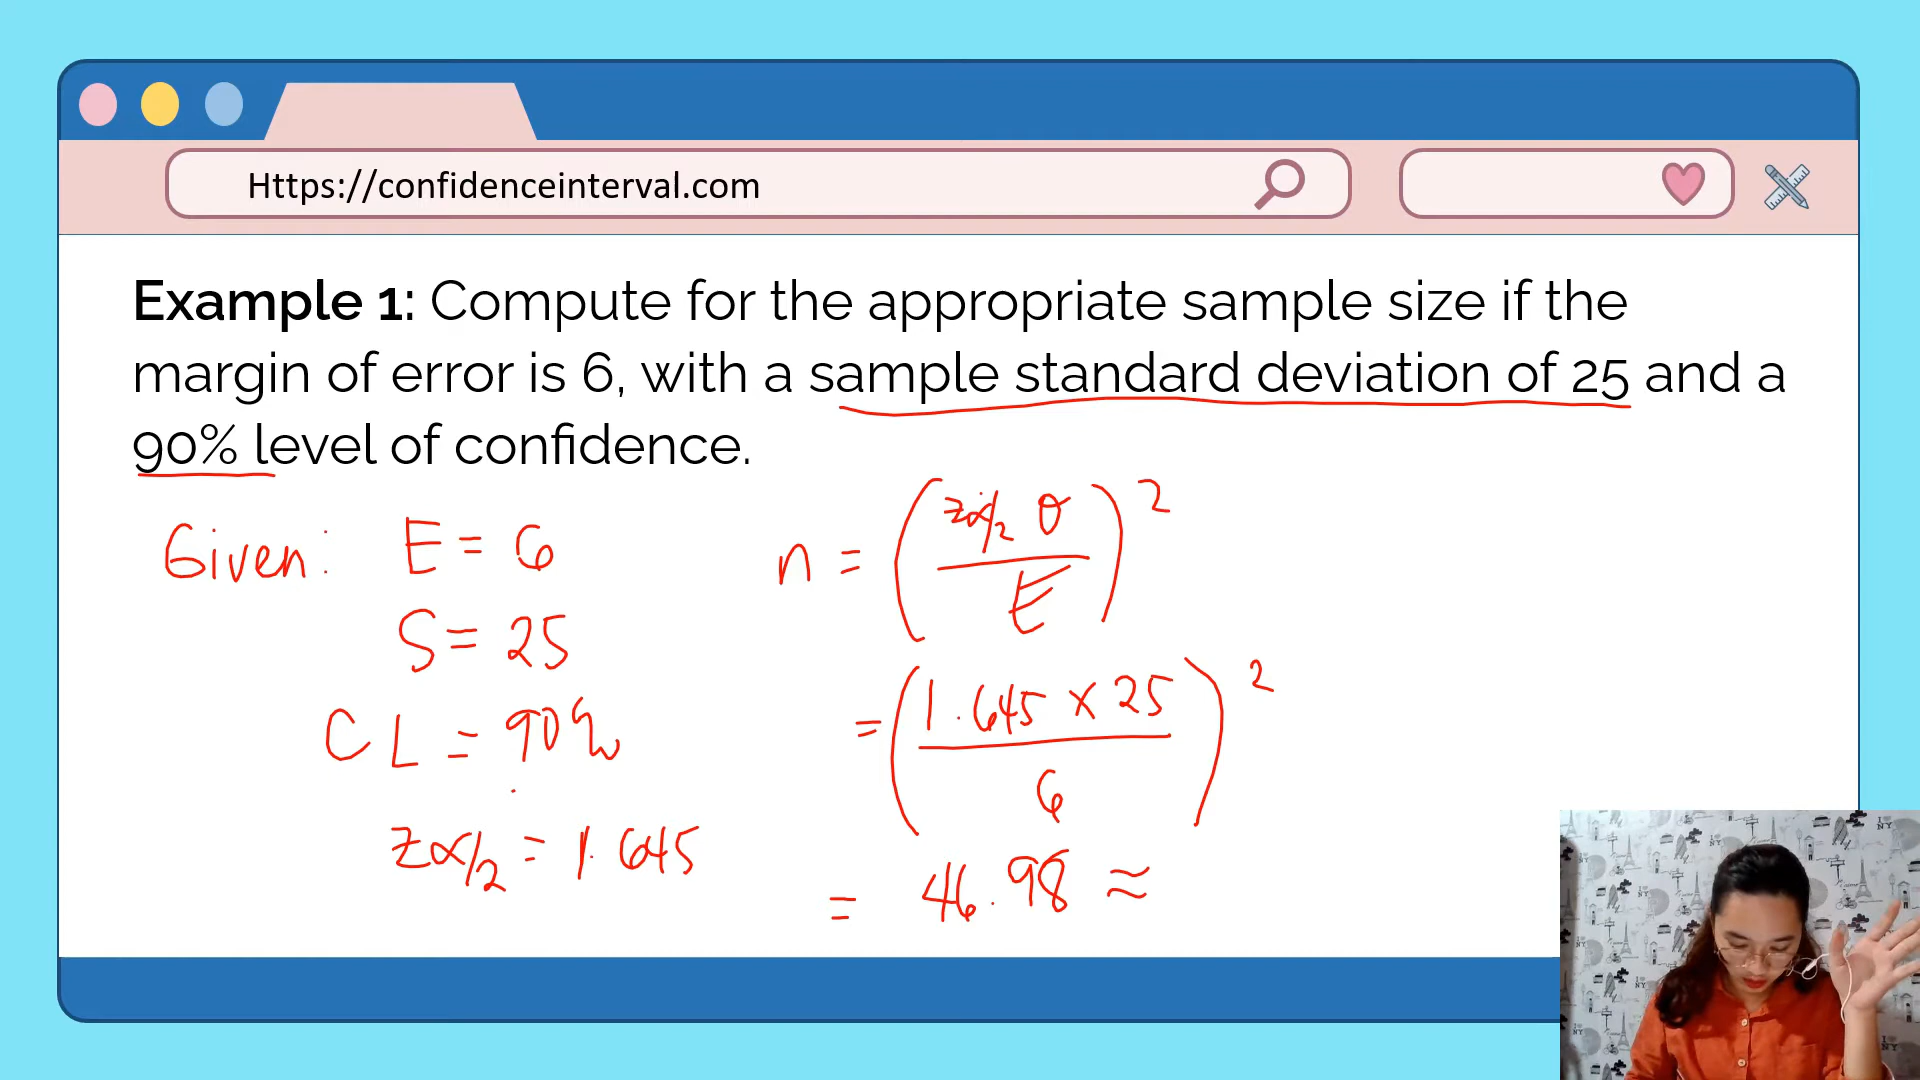 Https://confidenceinterval.com
Example 1: Compute for the appropriate sample size if the
margin of error is 6, with a sample standard deviation of 25 and a
90% level of confidence.
Given: E = 6
S = 25
CL = 90%
zα/2 = 1.645
n = (zα/2 σ / E)²
= (1.645 × 25 / 6)²
= 46.98 ≈
I ♥ NY